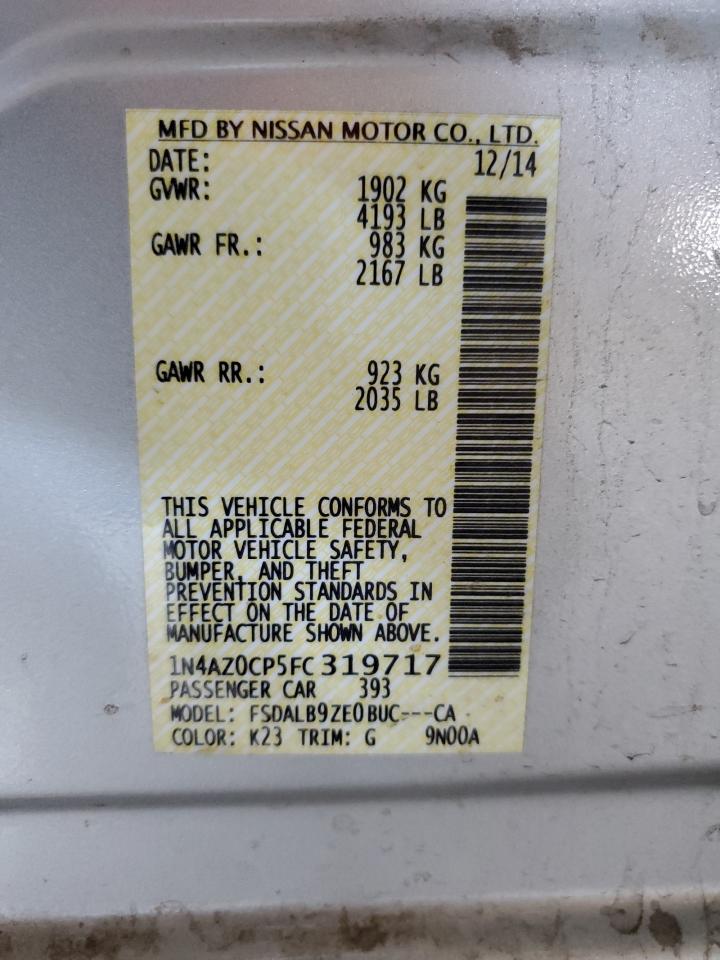 MFD BY NISSAN MOTOR CO., LTD.
DATE: 12/14
GVWR: 1902 KG
4193 LB
GAWR FR.: 983 KG
2167 LB
GAWR RR.: 923 KG
2035 LB
THIS VEHICLE CONFORMS TO
ALL APPLICABLE FEDERAL
MOTOR VEHICLE SAFETY,
BUMPER, AND THEFT
PREVENTION STANDARDS IN
EFFECT ON THE DATE OF
MANUFACTURE SHOWN ABOVE.
1N4AZ0CP5FC319717
PASSENGER CAR 393
MODEL: FSDALB9ZE0BUC---CA
COLOR: K23 TRIM: G 9N00A